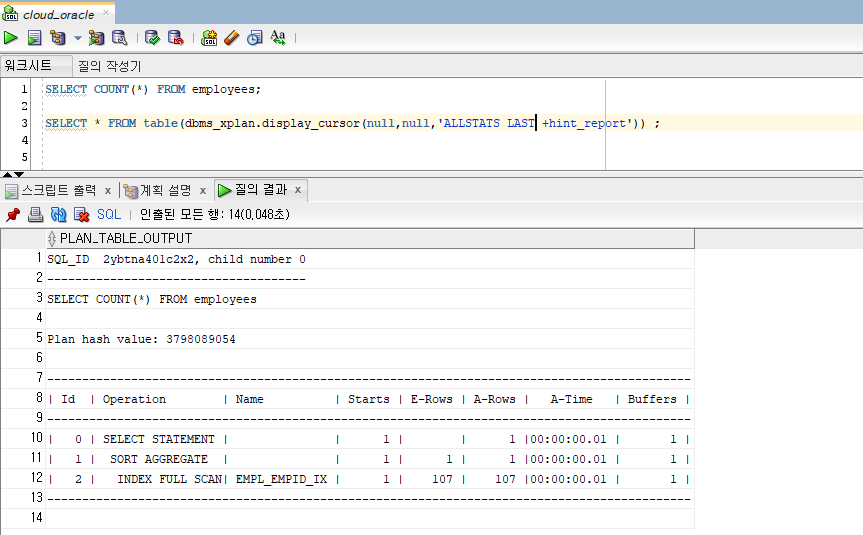 cloud_oracle
워크시트 질의 작성기
1 SELECT COUNT(*) FROM employees;
2
3 SELECT * FROM table(dbms_xplan.display_cursor(null,null,'ALLSTATS LAST +hint_report')) ;
4
5
스크립트 출력 x 계획 설명 x 질의 결과 x
SQL | 인출된 모든 행: 14(0,048초)
PLAN_TABLE_OUTPUT
1 SQL_ID  2ybtna401c2x2, child number 0
2 -------------------------------------
3 SELECT COUNT(*) FROM employees
4
5 Plan hash value: 3798089054
6
7 --------------------------------------------------------------------------------------------
8 | Id  | Operation        | Name          | Starts | E-Rows | A-Rows |   A-Time   | Buffers |
9 --------------------------------------------------------------------------------------------
10 |   0 | SELECT STATEMENT |               |      1 |        |      1 |00:00:00.01 |       1 |
11 |   1 |  SORT AGGREGATE  |               |      1 |      1 |      1 |00:00:00.01 |       1 |
12 |   2 |   INDEX FULL SCAN| EMPL_EMPID_IX |      1 |    107 |    107 |00:00:00.01 |       1 |
13 --------------------------------------------------------------------------------------------
14